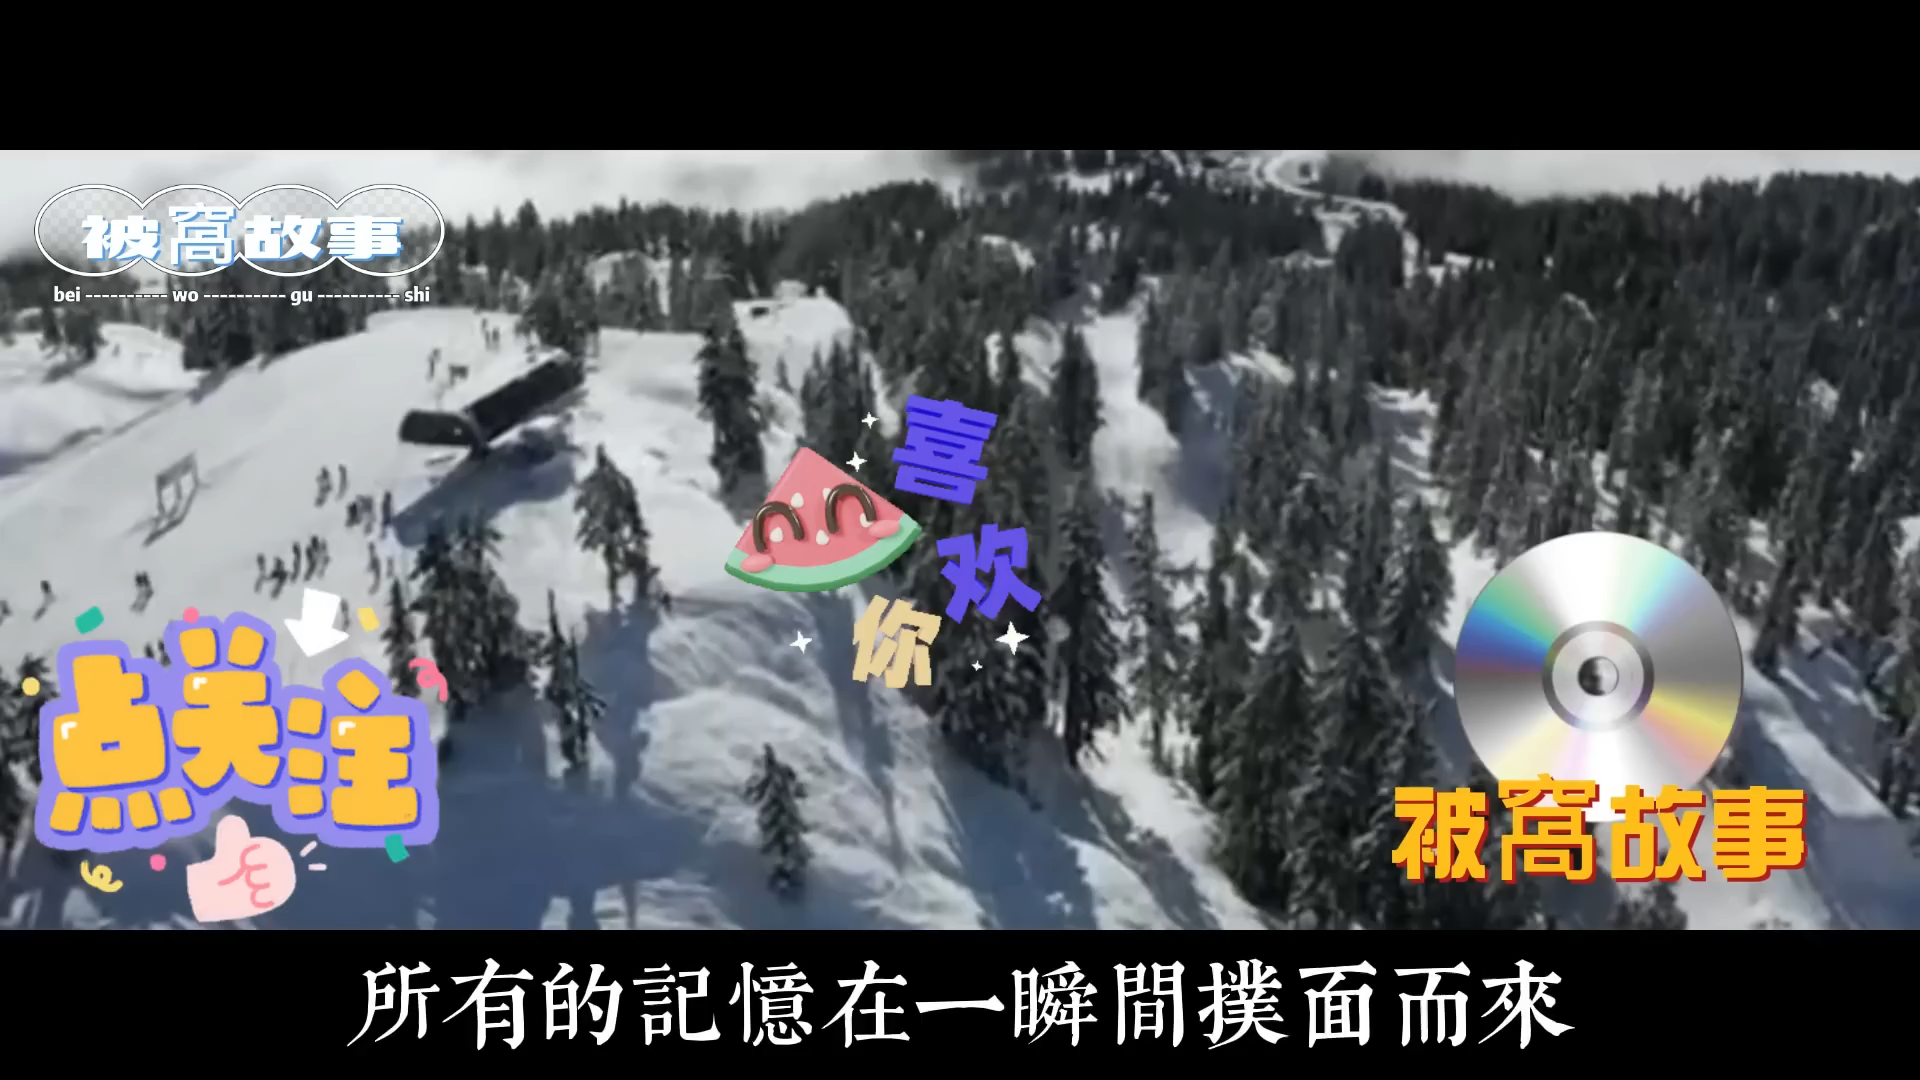 被窩故事
bei ---------- wo ---------- gu ---------- shi
喜
欢
你
点关注
被窩故事
所有的記憶在一瞬間撲面而來